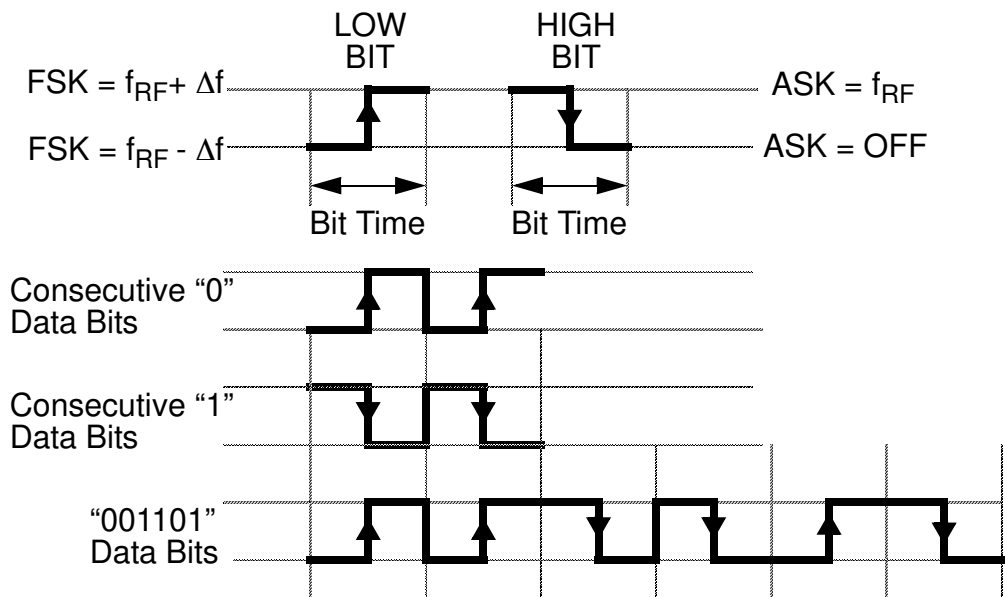 LOW
BIT
HIGH
BIT
FSK = fRF+ Δf
ASK = fRF
FSK = fRF - Δf
ASK = OFF
Bit Time
Bit Time
Consecutive “0”
Data Bits
Consecutive “1”
Data Bits
“001101”
Data Bits